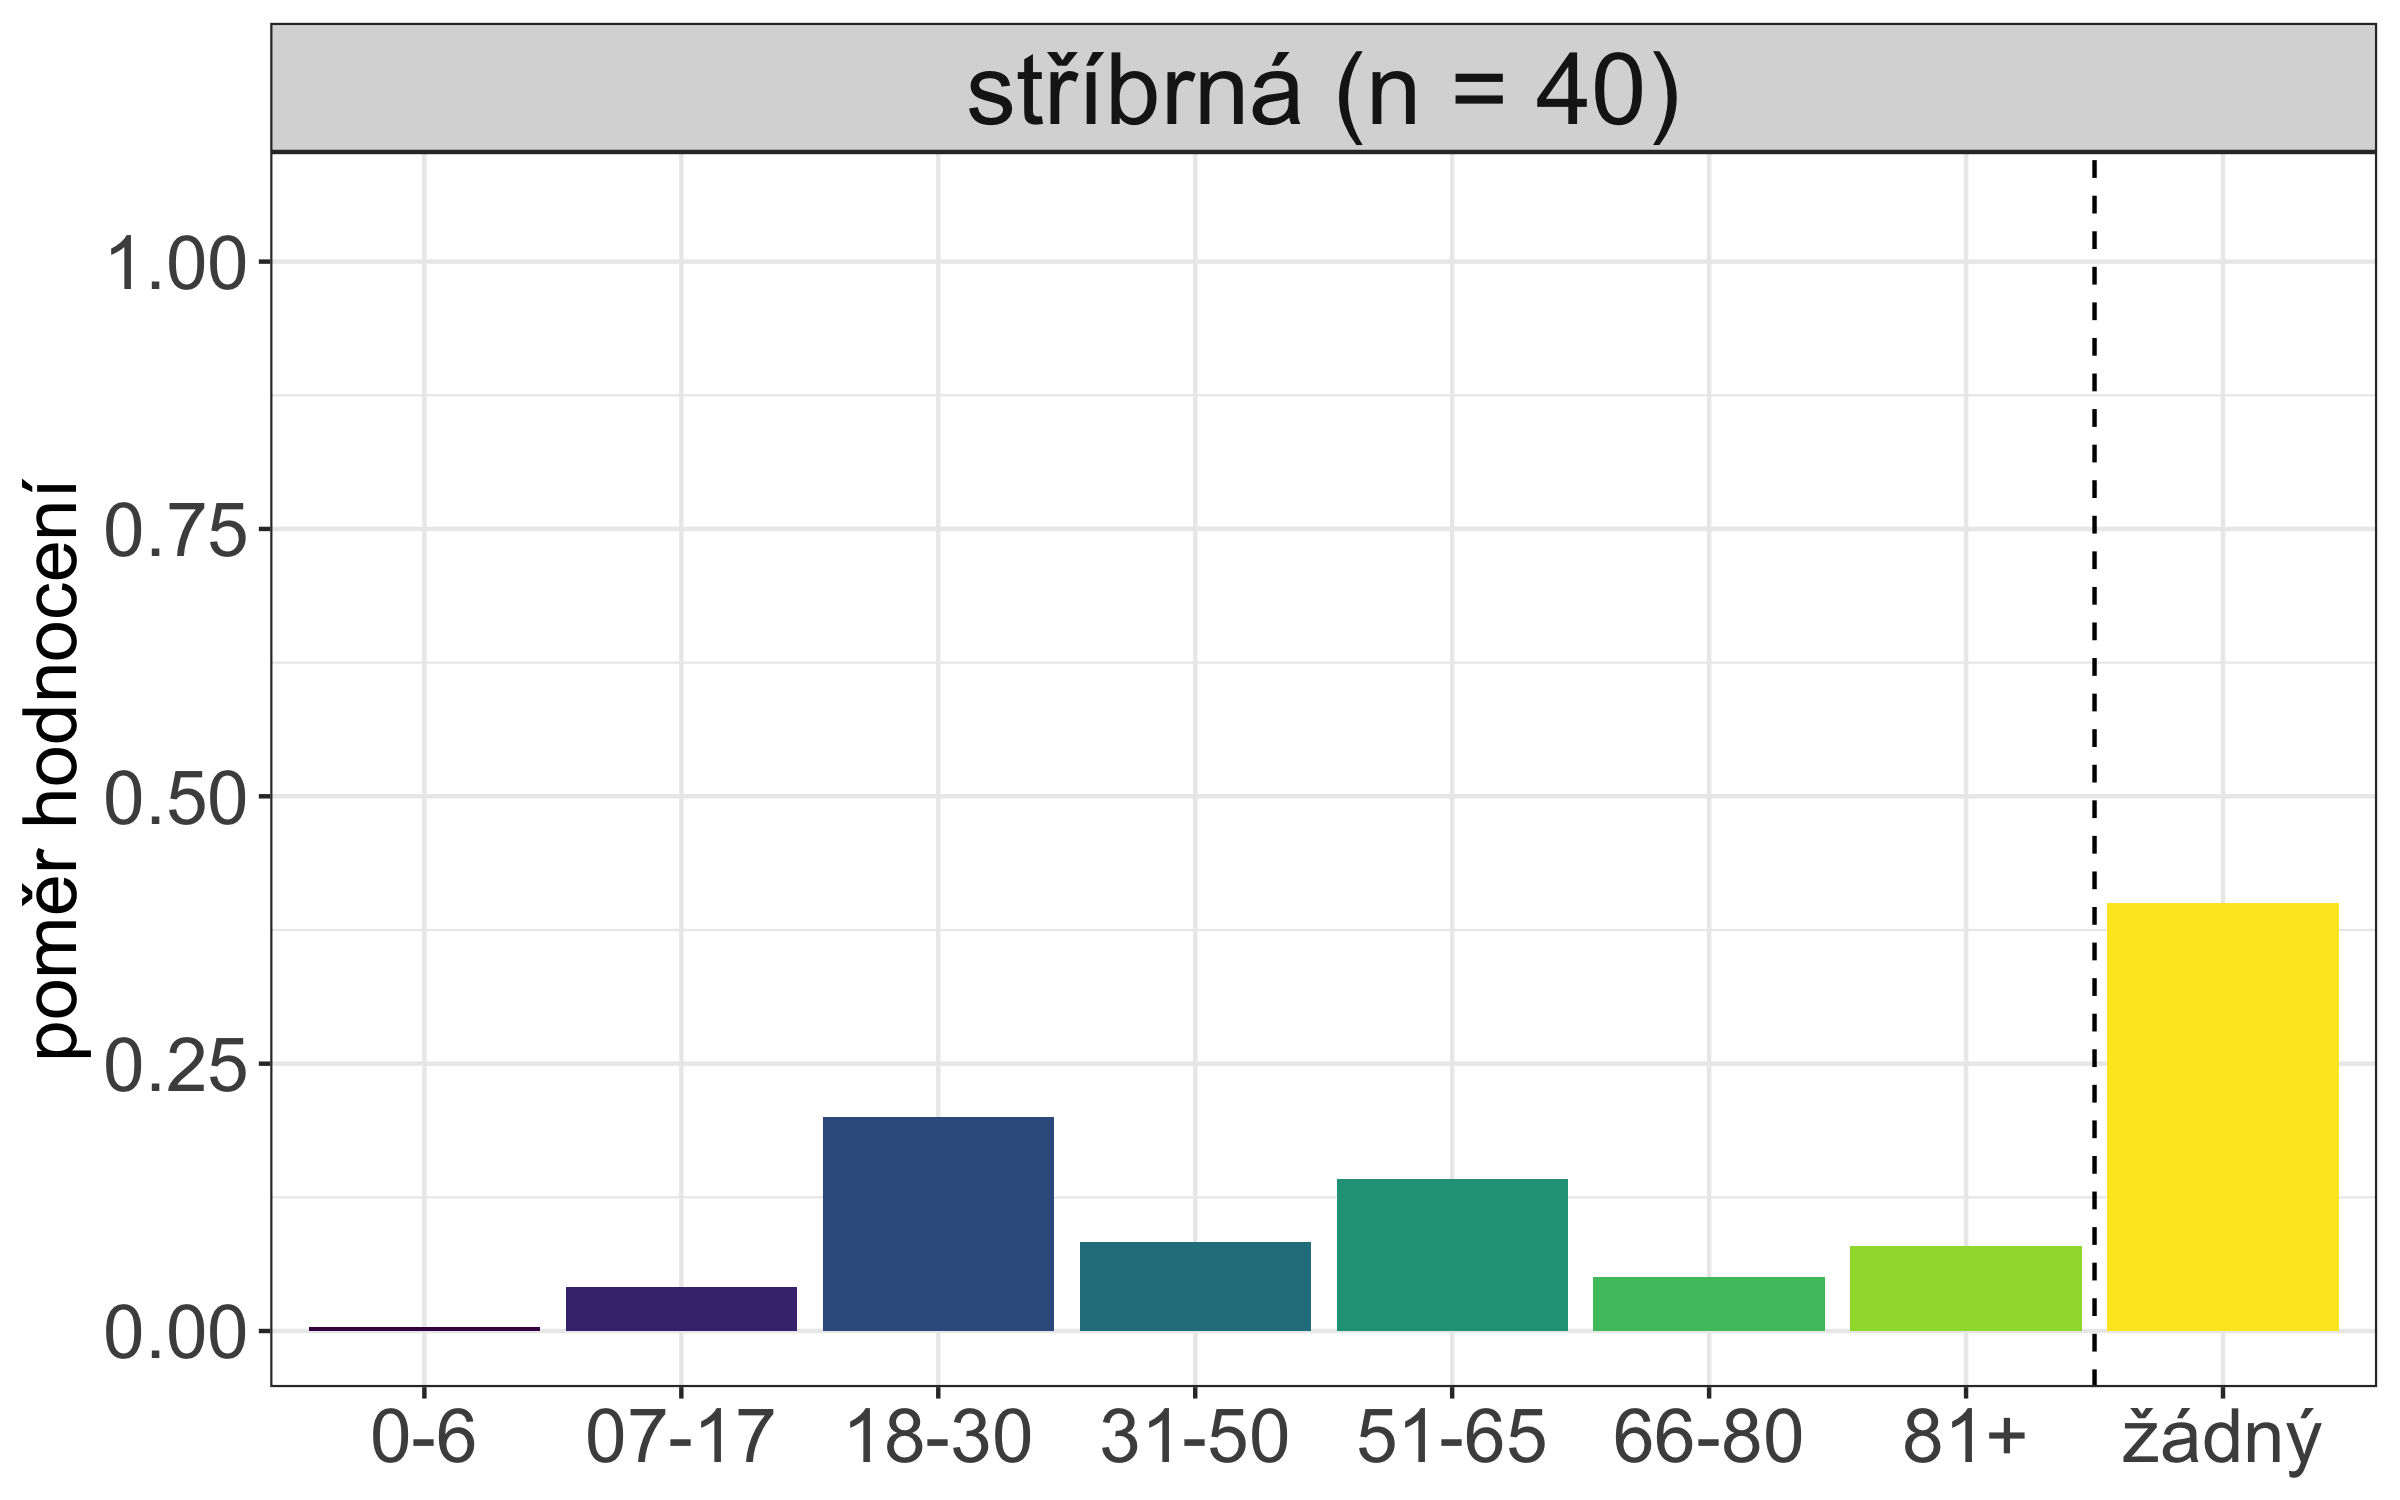 stříbrná (n = 40)
poměr hodnocení
1.00
0.75
0.50
0.25
0.00
0-6 07-17 18-30 31-50 51-65 66-80 81+ žádný